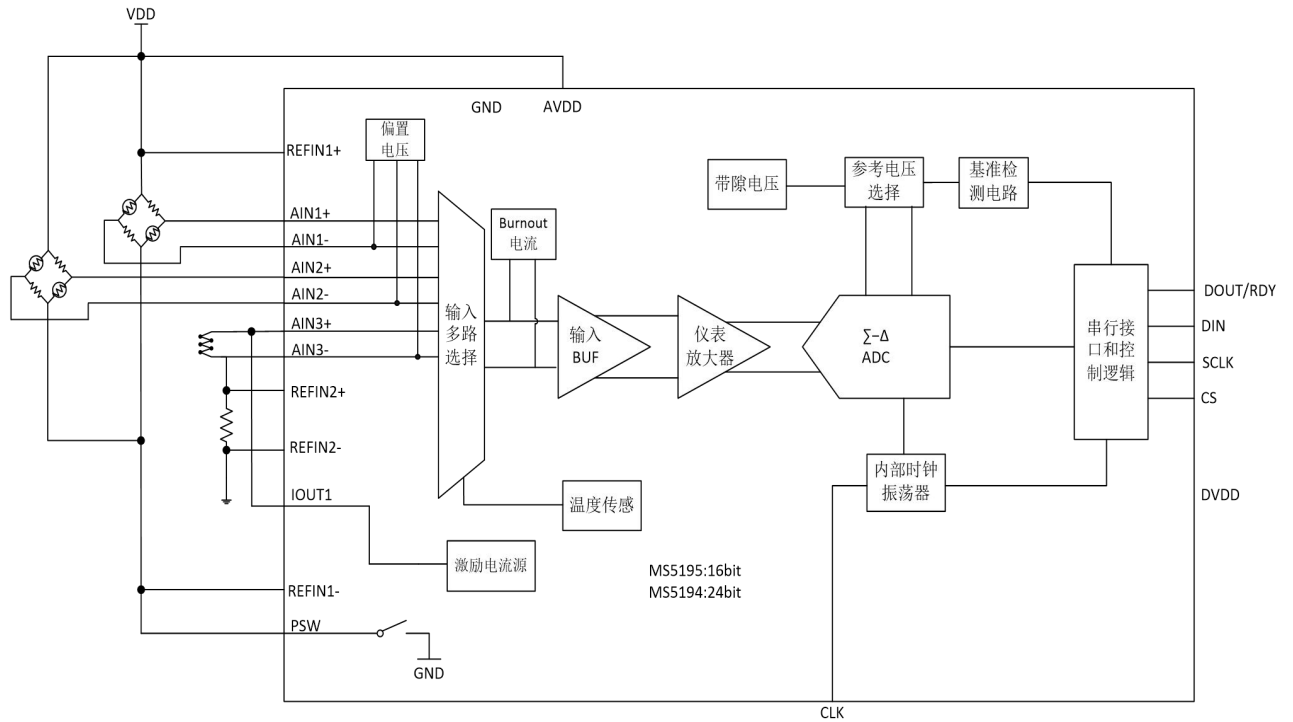 VDD
GND
AVDD
REFIN1+
偏置
电压
带隙电压
参考电压
选择
基准检
测电路
AIN1+
AIN1-
AIN2+
AIN2-
AIN3+
AIN3-
REFIN2+
REFIN2-
IOUT1
REFIN1-
PSW
GND
输入
多路
选择
Burnout
电流
输入
BUF
仪表
放大器
∑-Δ
ADC
串行接
口和控
制逻辑
DOUT/RDY
DIN
SCLK
CS
内部时钟
振荡器
DVDD
温度传感
激励电流源
MS5195:16bit
MS5194:24bit
CLK